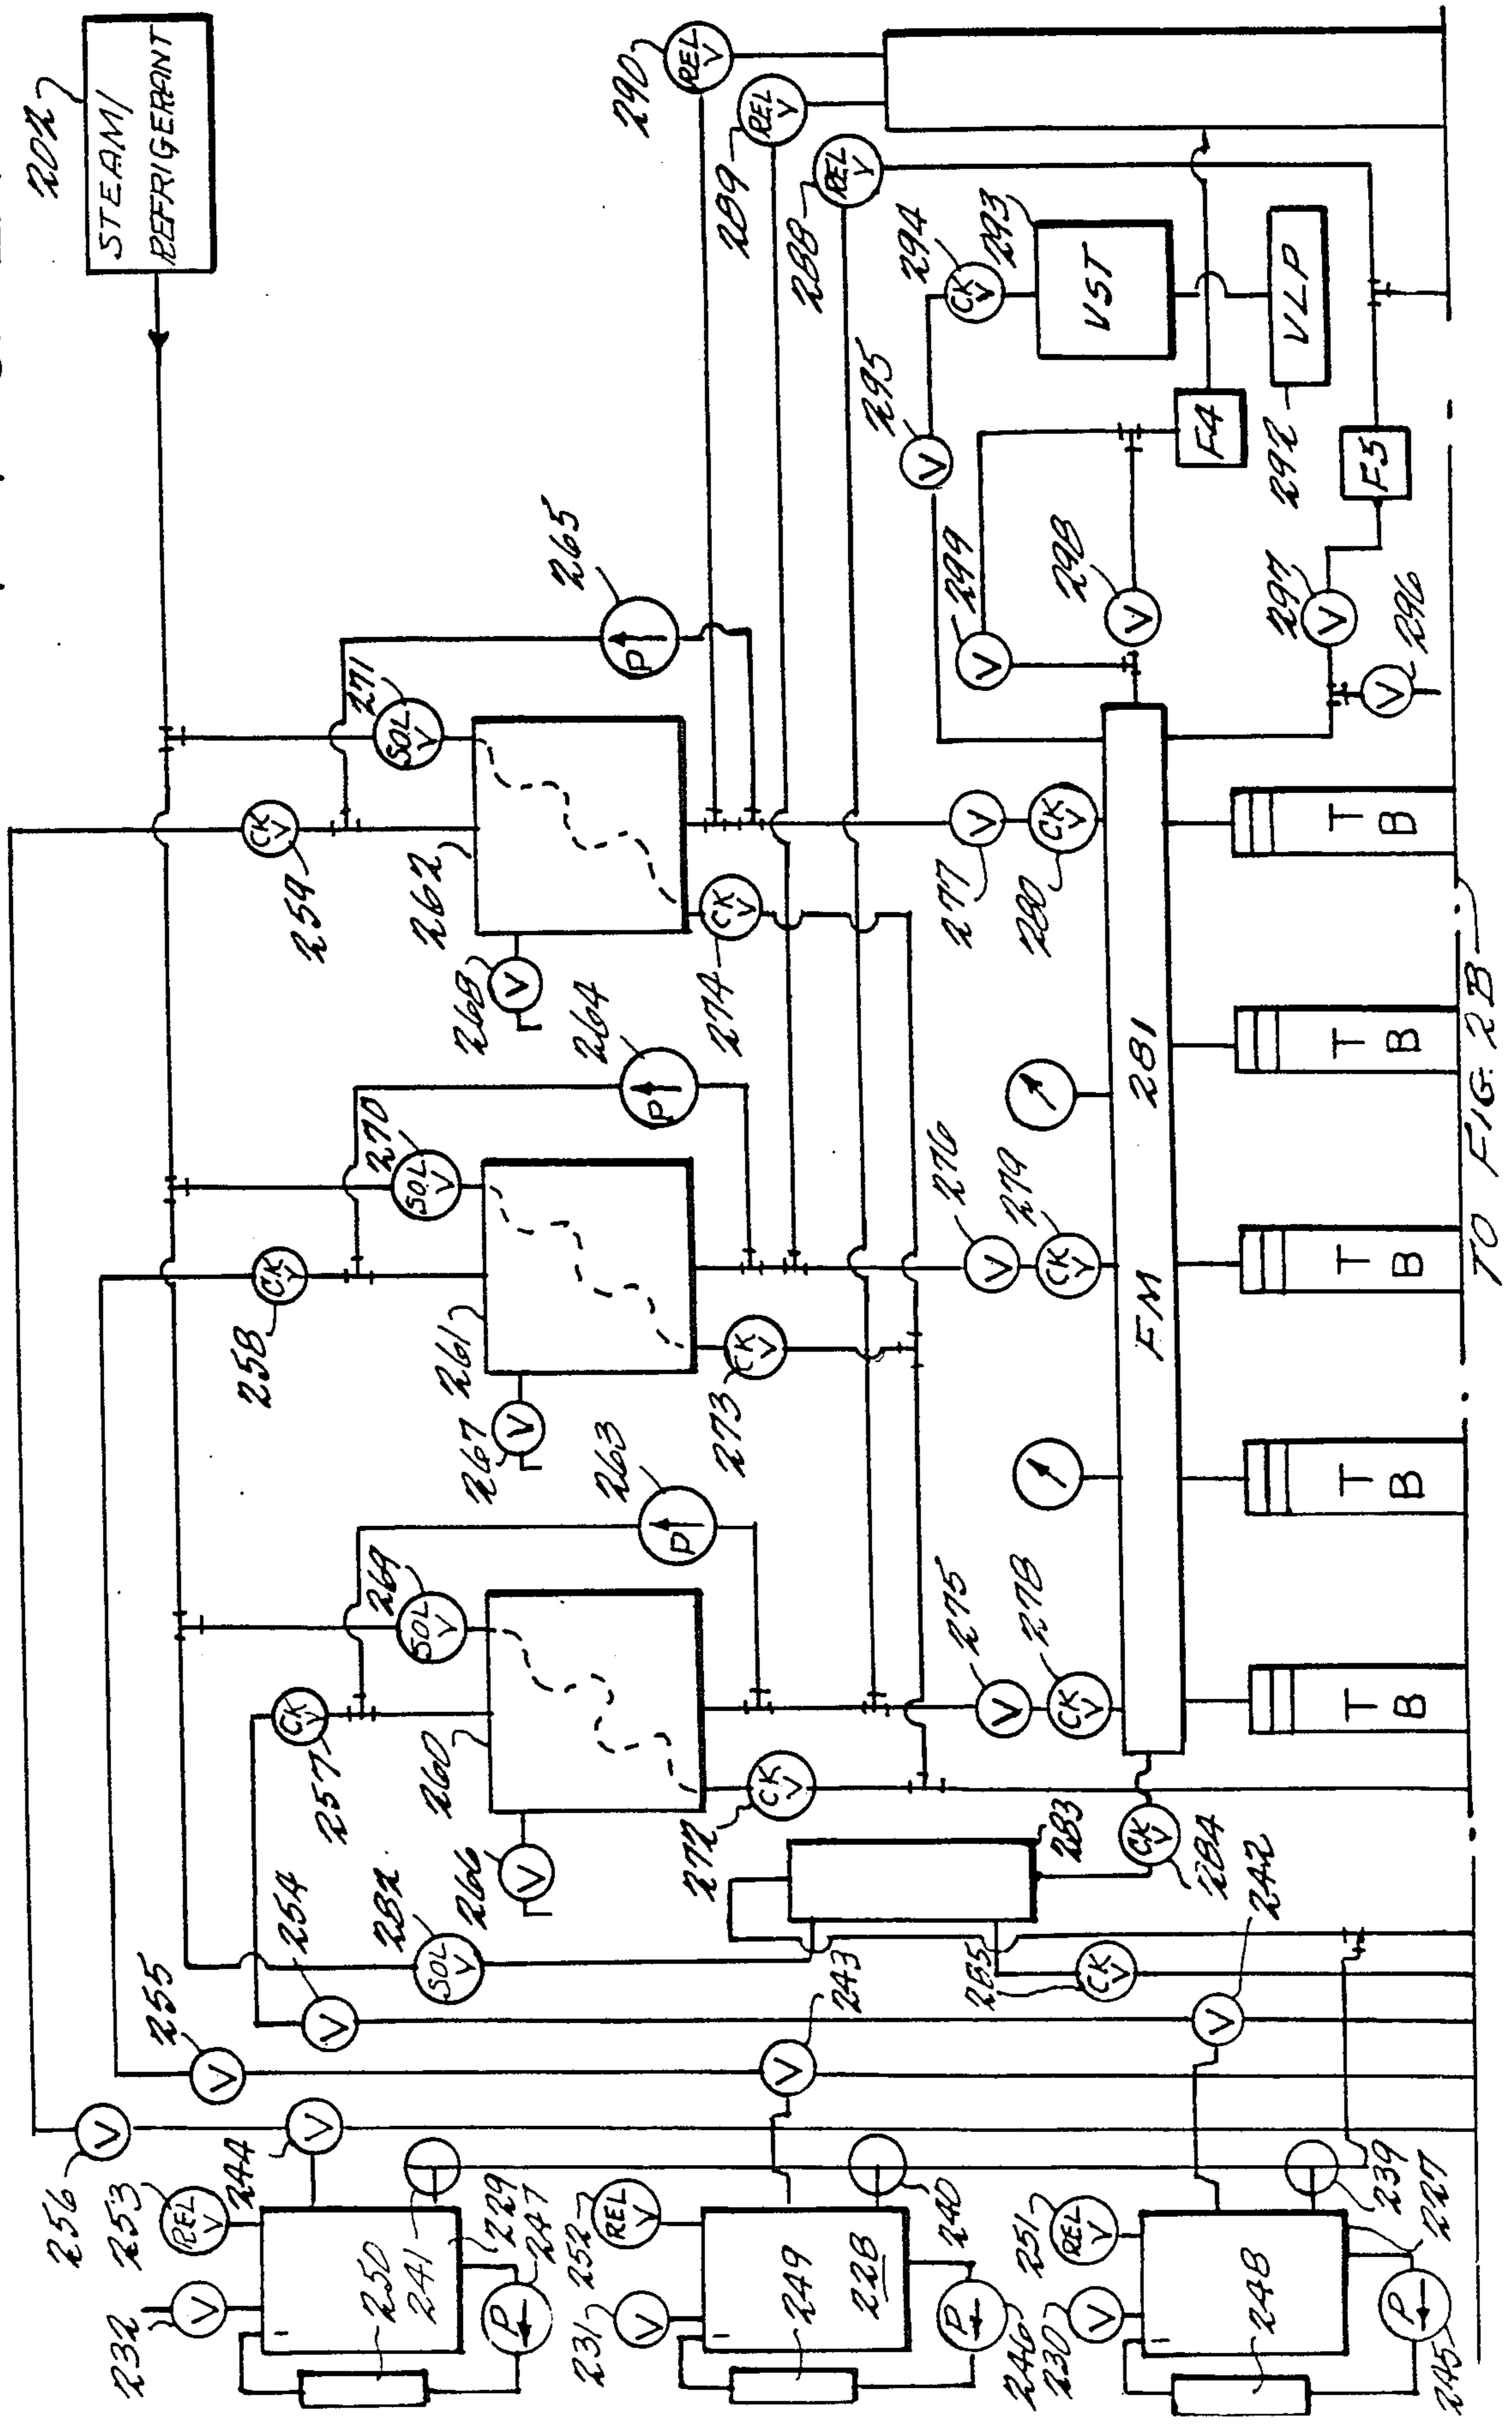 202
STEAM/
REFRIGERANT
290
REL
V
289
REL
V
288
REL
V
294
CK
V
293
VST
VLP
292
295
V
F4
F5
299
V
298
V
297
V
296
V
265
P
271
SOL
V
259
CK
V
262
268
V
274
CK
V
277
V
280
CK
V
264
P
270
SOL
V
258
CK
V
261
267
V
273
CK
V
276
V
279
CK
V
263
P
269
SOL
V
257
CK
V
260
266
V
272
CK
V
275
V
278
CK
V
FM 281
T B
T B
T B
T B
T B
TO FIG. 2B
283
284
CK
V
282
SOL
V
285
CK
V
254
V
255
V
256
V
242
V
243
V
244
V
253
REL
V
232
V
250
241
229
247
P
252
REL
V
231
V
249
228
240
246
P
251
REL
V
230
V
248
239
227
245
P